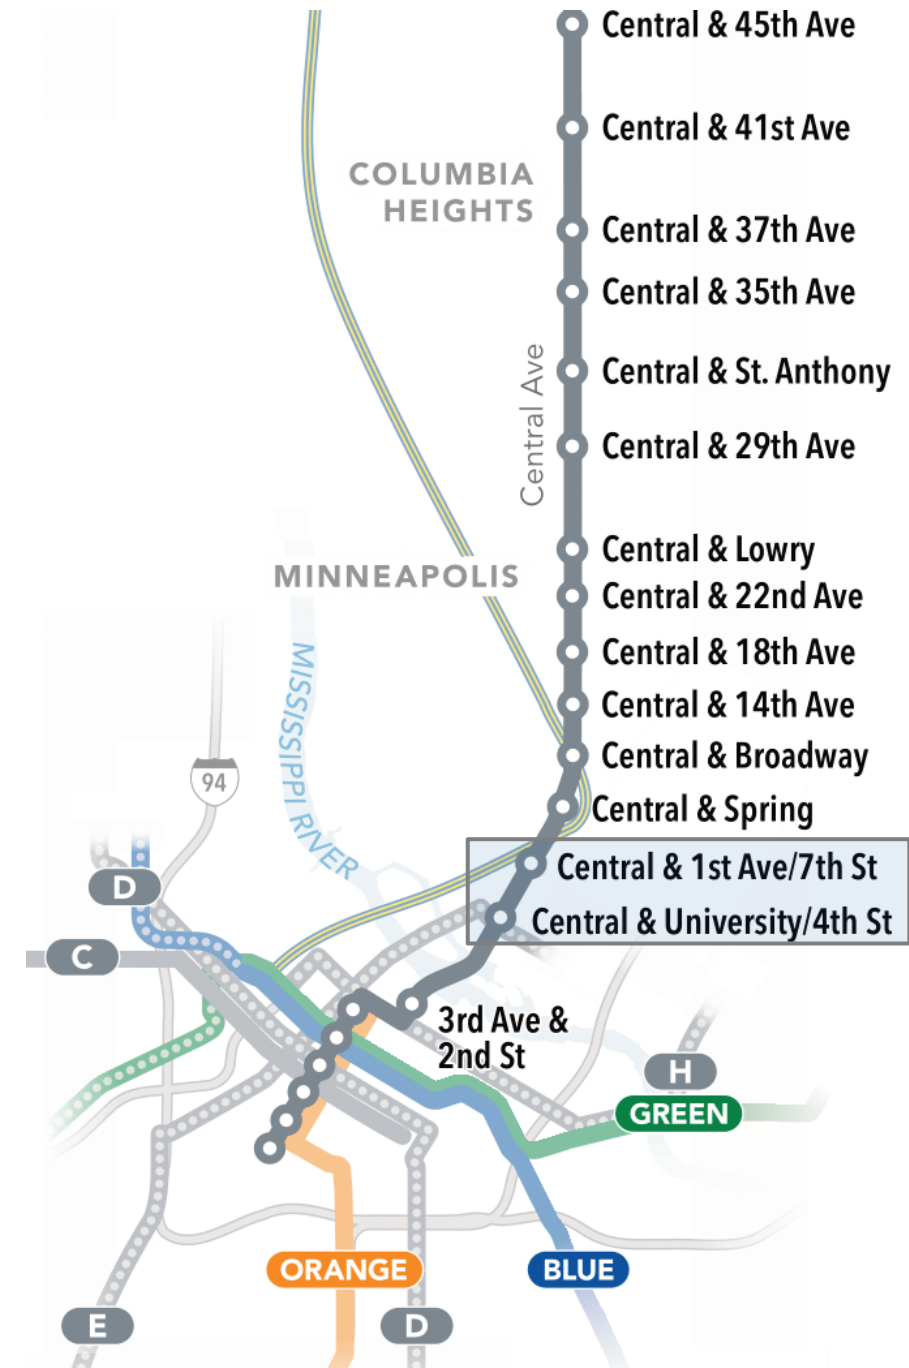 Central & 45th Ave
Central & 41st Ave
COLUMBIA
HEIGHTS
Central & 37th Ave
Central & 35th Ave
Central Ave
Central & St. Anthony
Central & 29th Ave
Central & Lowry
MINNEAPOLIS
Central & 22nd Ave
Central & 18th Ave
MISSISSIPPI RIVER
Central & 14th Ave
Central & Broadway
94
Central & Spring
Central & 1st Ave/7th St
D
Central & University/4th St
C
3rd Ave &
2nd St
H
GREEN
ORANGE
BLUE
E
D